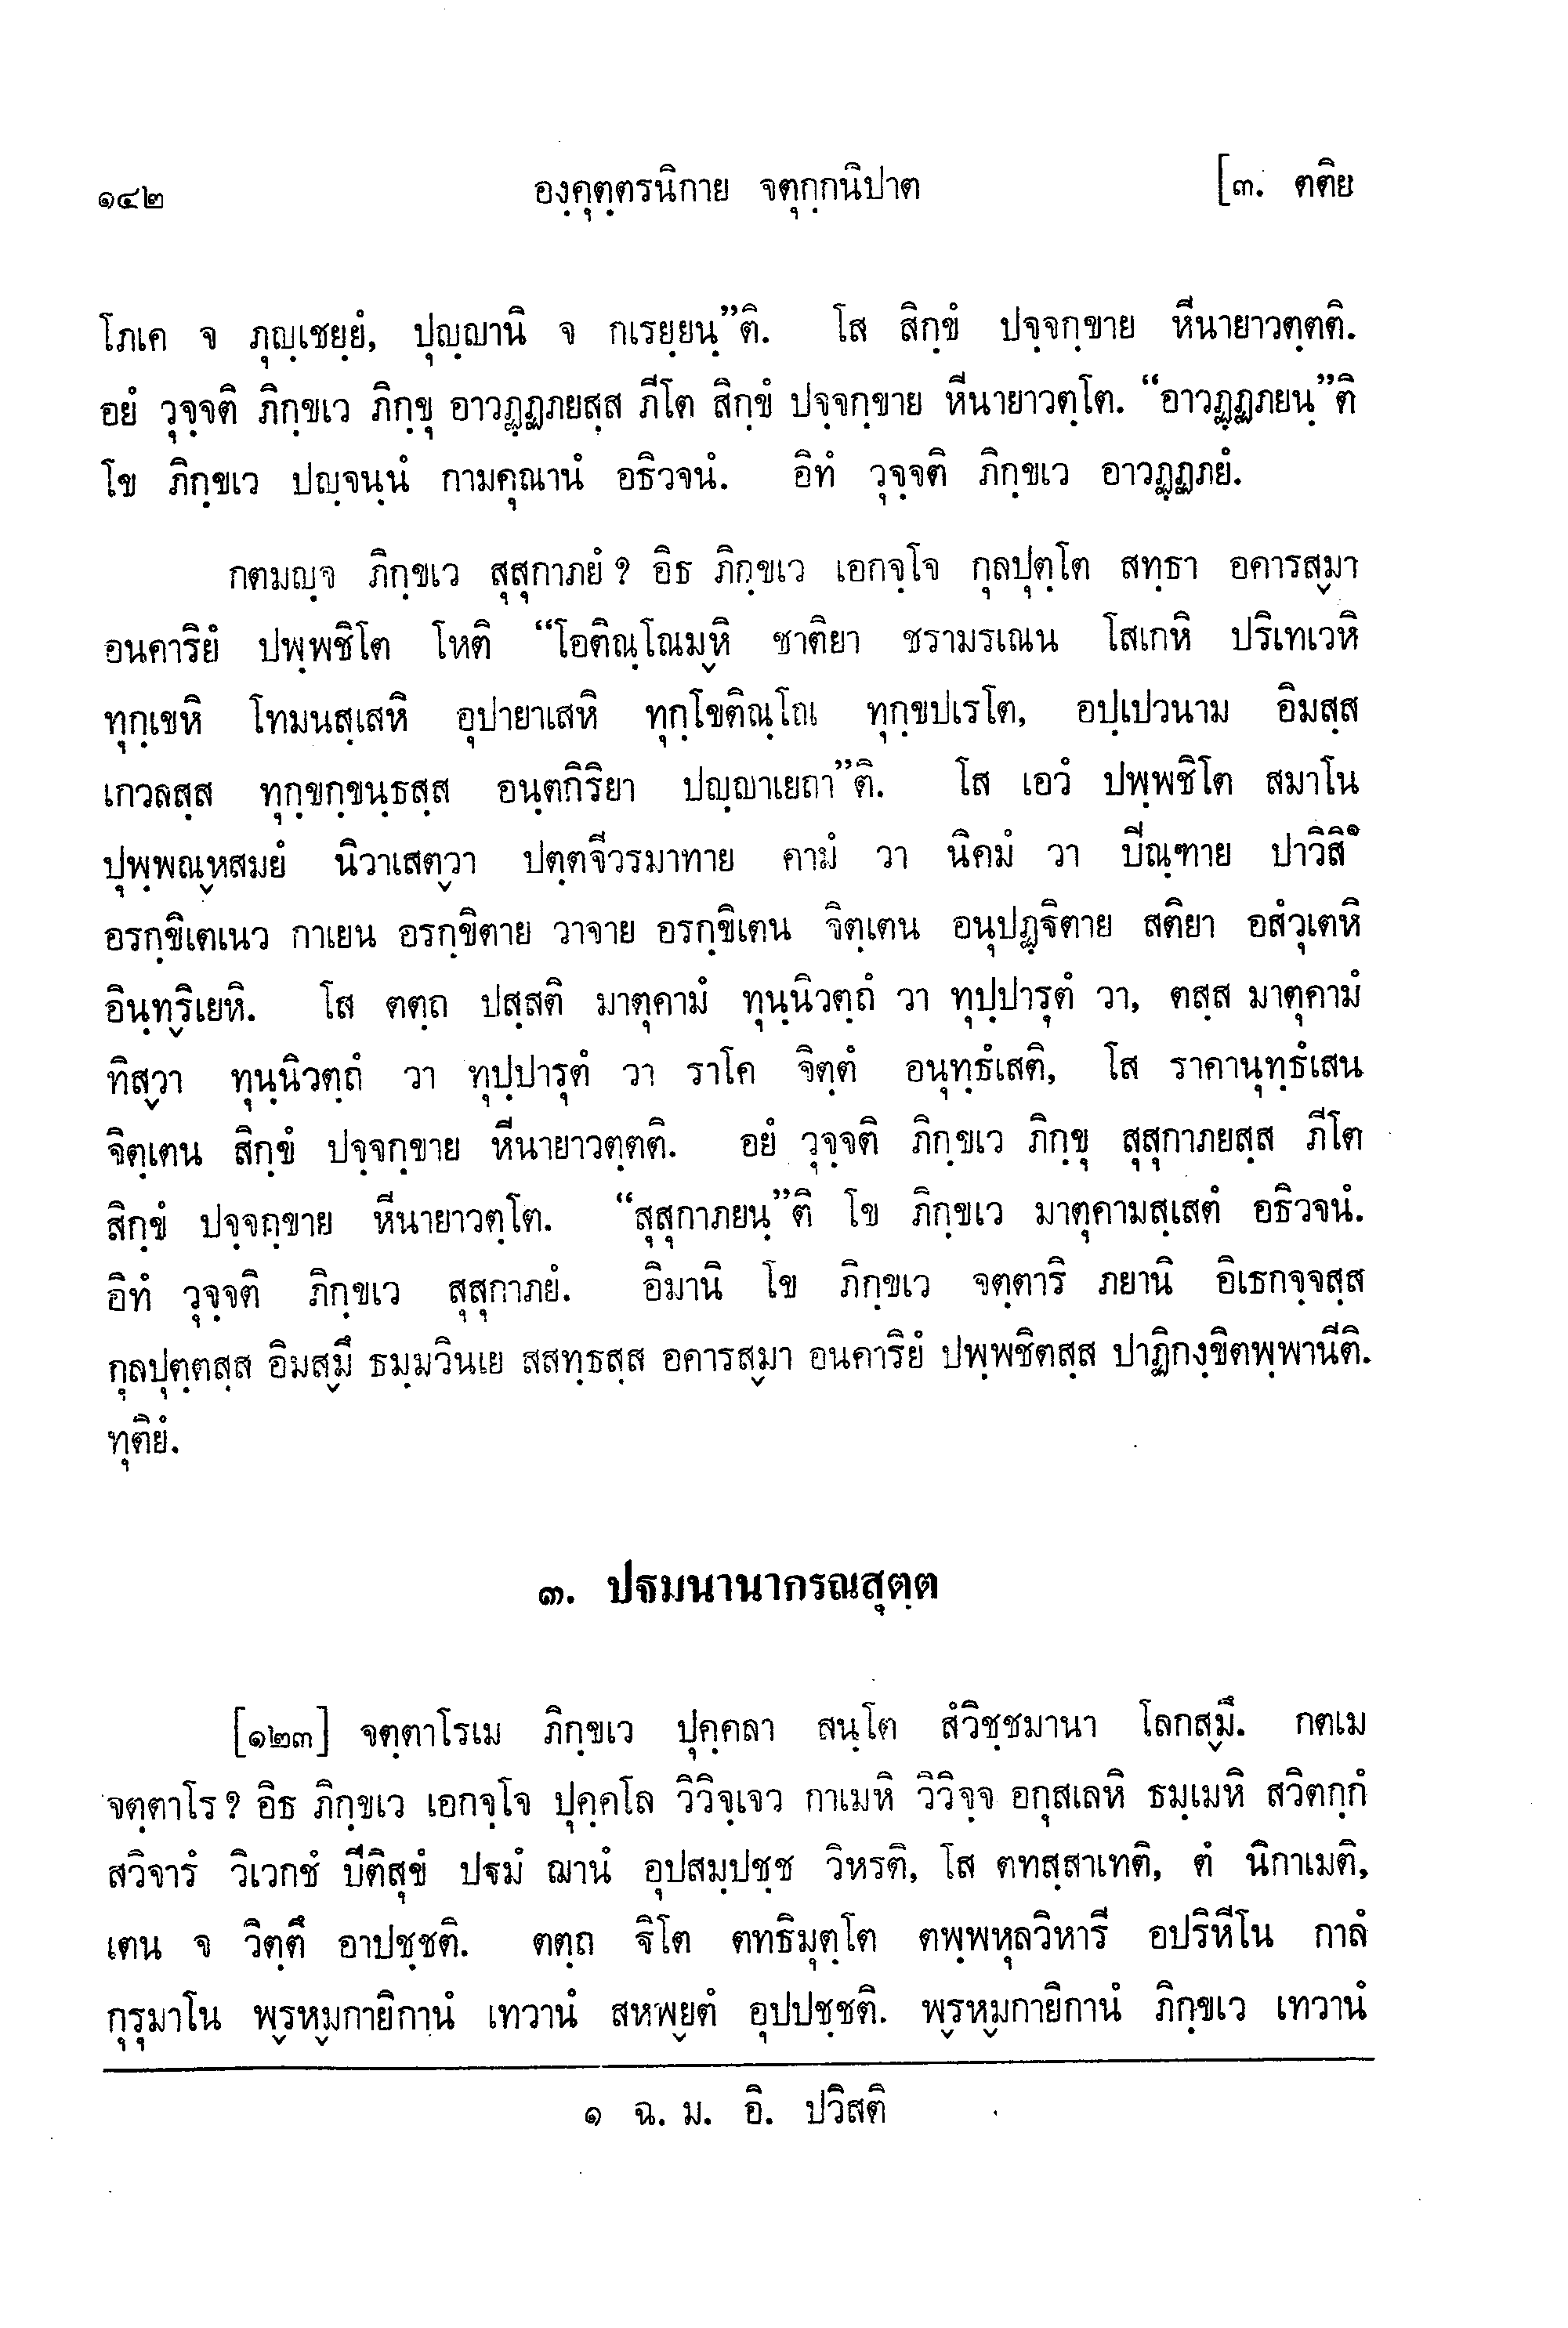 ๑๔๒ องฺคุตฺตรนิกาย จตุกฺกนิปาต [๓. ตติย
โภเค จ ภุญฺเชยฺยํ, ปุญฺญานิ จ กเรยฺยนฺ”ติ. โส สิกฺขํ ปจฺจกฺขาย หีนายาวตฺตติ.
อยํ วุจฺจติ ภิกฺขเว ภิกฺขุ อาวฏฺฏภยสฺส ภีโต สิกฺขํ ปจฺจกฺขาย หีนายาวตฺโต. “อาวฏฺฏภยนฺ”ติ
โข ภิกฺขเว ปญฺจนฺนํ กามคุณานํ อธิวจนํ. อิทํ วุจฺจติ ภิกฺขเว อาวฏฺฏภยํ.
กตมญฺจ ภิกฺขเว สุสุกาภยํ? อิธ ภิกฺขเว เอกจฺโจ กุลปุตฺโต สทฺธา อคารสฺมา
อนคาริยํ ปพฺพชิโต โหติ “โอติณฺโณมฺหิ ชาติยา ชรามรเณน โสเกหิ ปริเทเวหิ
ทุกฺเขหิ โทมนสฺเสหิ อุปายาเสหิ ทุกฺโขติณฺโณ ทุกฺขปเรโต, อปฺเปวนาม อิมสฺส
เกวลสฺส ทุกฺขกฺขนฺธสฺส อนฺตกิริยา ปญฺญาเยถา”ติ. โส เอวํ ปพฺพชิโต สมาโน
ปุพฺพณฺหสมยํ นิวาเสตฺวา ปตฺตจีวรมาทาย คามํ วา นิคมํ วา ปิณฺฑาย ปาวิสิ๑
อรกฺขิเตเนว กาเยน อรกฺขิตาย วาจาย อรกฺขิเตน จิตฺเตน อนุปฏฺฐิตาย สติยา อสํวุเตหิ
อินฺทฺริเยหิ. โส ตตฺถ ปสฺสติ มาตุคามํ ทุนฺนิวตฺถํ วา ทุปฺปารุตํ วา, ตสฺส มาตุคามํ
ทิสฺวา ทุนฺนิวตฺถํ วา ทุปฺปารุตํ วา ราโค จิตฺตํ อนุทฺธํเสติ, โส ราคานุทฺธํเสน
จิตฺเตน สิกฺขํ ปจฺจกฺขาย หีนายาวตฺตติ. อยํ วุจฺจติ ภิกฺขเว ภิกฺขุ สุสุกาภยสฺส ภีโต
สิกฺขํ ปจฺจกฺขาย หีนายาวตฺโต. “สุสุกาภยนฺ”ติ โข ภิกฺขเว มาตุคามสฺเสตํ อธิวจนํ.
อิทํ วุจฺจติ ภิกฺขเว สุสุกาภยํ. อิมานิ โข ภิกฺขเว จตฺตาริ ภยานิ อิเธกจฺจสฺส
กุลปุตฺตสฺส อิมสฺมึ ธมฺมวินเย สสทฺธสฺส อคารสฺมา อนคาริยํ ปพฺพชิตสฺส ปาฏิกงฺขิตพฺพานีติ.
ทุติยํ.
๓. ปฐมนานากรณสุตฺต
[๑๒๓] จตฺตาโรเม ภิกฺขเว ปุคฺคลา สนฺโต สํวิชฺชมานา โลกสฺมึ. กตเม
จตฺตาโร? อิธ ภิกฺขเว เอกจฺโจ ปุคฺคโล วิวิจฺเจว กาเมหิ วิวิจฺจ อกุสเลหิ ธมฺเมหิ สวิตกฺกํ
สวิจารํ วิเวกชํ ปีติสุขํ ปฐมํ ฌานํ อุปสมฺปชฺช วิหรติ, โส ตทสฺสาเทติ, ตํ นิกาเมติ,
เตน จ วิตฺตึ อาปชฺชติ. ตตฺถ ฐิโต ตทธิมุตฺโต ตพฺพหุลวิหารี อปริหีโน กาลํ
กุรุมาโน พฺรหฺมกายิกานํ เทวานํ สหพฺยตํ อุปปชฺชติ. พฺรหฺมกายิกานํ ภิกฺขเว เทวานํ
๑ ฉ. ม. อิ. ปวิสติ